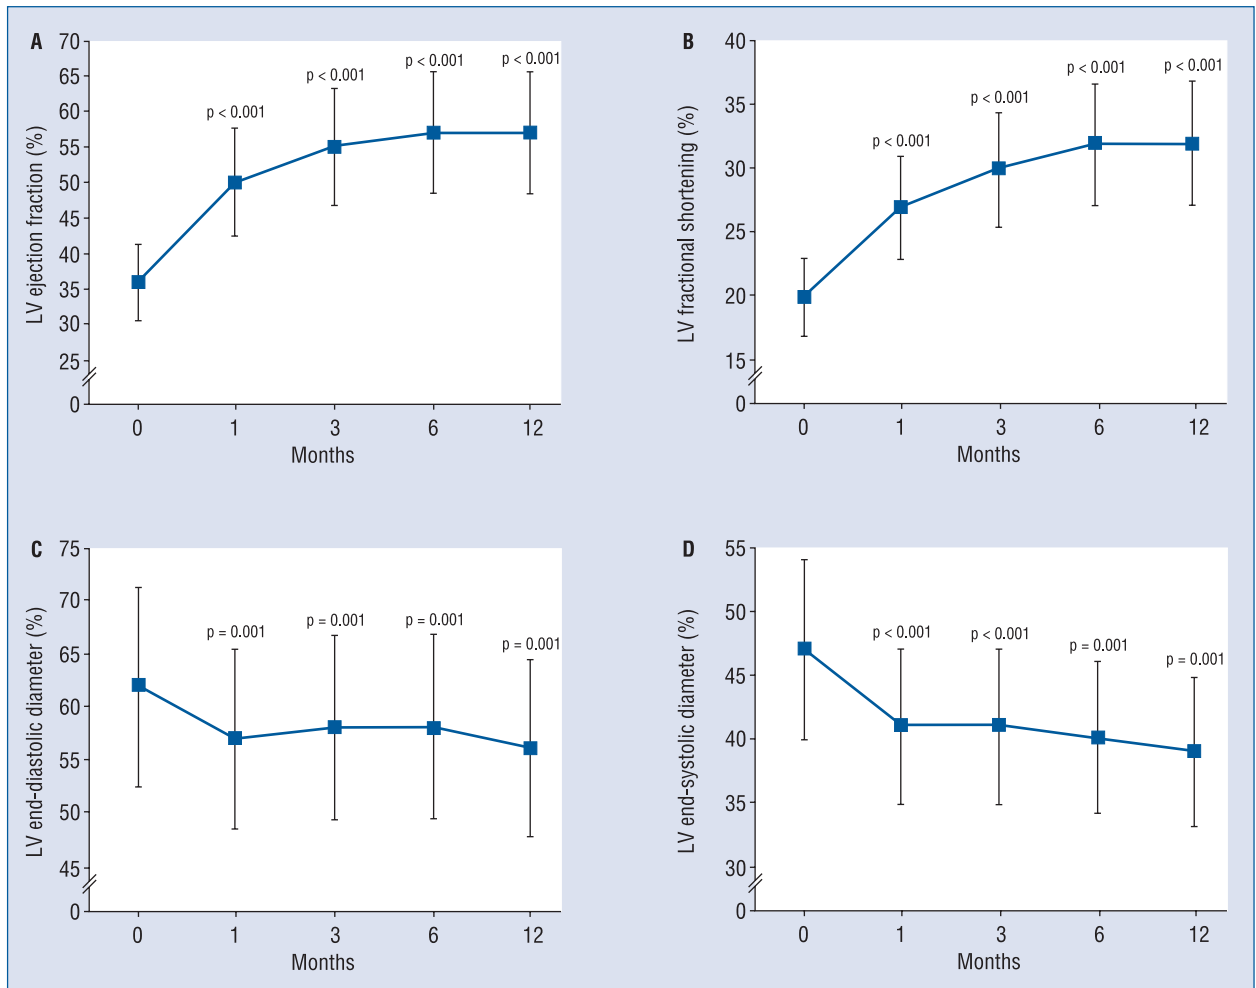 A
LV ejection fraction (%)
70
65
60
55
50
45
40
35
30
25
0
p < 0.001
p < 0.001
p < 0.001
p < 0.001
0 1 3 6 12
Months
B
LV fractional shortening (%)
40
35
30
25
20
15
0
p < 0.001
p < 0.001
p < 0.001
p < 0.001
0 1 3 6 12
Months
C
LV end-diastolic diameter (%)
75
70
65
60
55
50
45
0
p = 0.001
p = 0.001
p = 0.001
p = 0.001
0 1 3 6 12
Months
D
LV end-systolic diameter (%)
55
50
45
40
35
30
0
p < 0.001
p < 0.001
p = 0.001
p = 0.001
0 1 3 6 12
Months